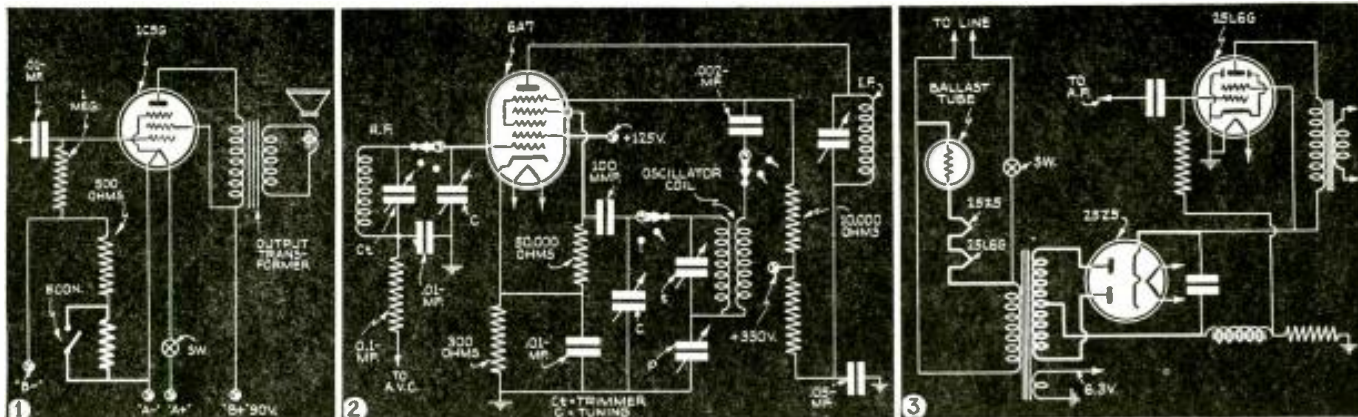 1C5G
.01-
MF.
1
MEG.
500
OHMS
OUTPUT
TRANS-
FORMER
SW.
"B-"
"A-"
"A+"
"B+"90V.
1
6A7
.002-
MF.
I.F.
R.F.
+125V.
100
MMF.
OSCILLATOR
COIL
C
Ct
50,000
OHMS
10,000
OHMS
.01-
MF.
C
+330V.
0.1-
MF.
300
OHMS
.01-
MF.
P
TO
A.V.C.
.05-
MF.
Ct=TRIMMER
C=TUNING
2
TO LINE
25L6G
BALLAST
TUBE
TO
A.F.
SW.
25Z5
25L6G
25Z5
6.3V.
3